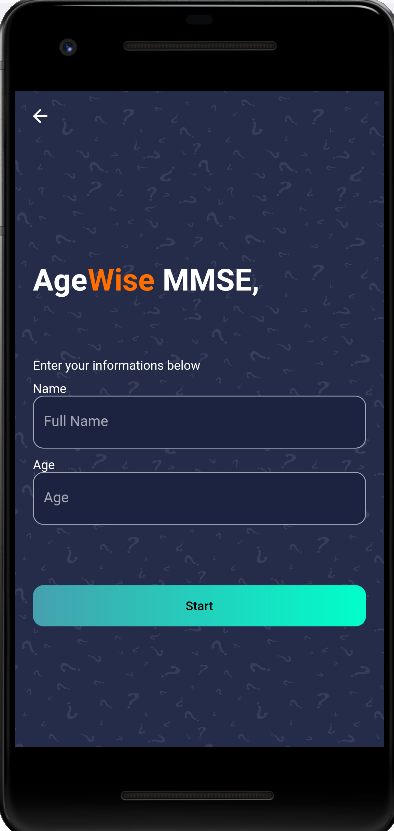 AgeWise MMSE,
Enter your informations below
Name
Full Name
Age
Age
Start